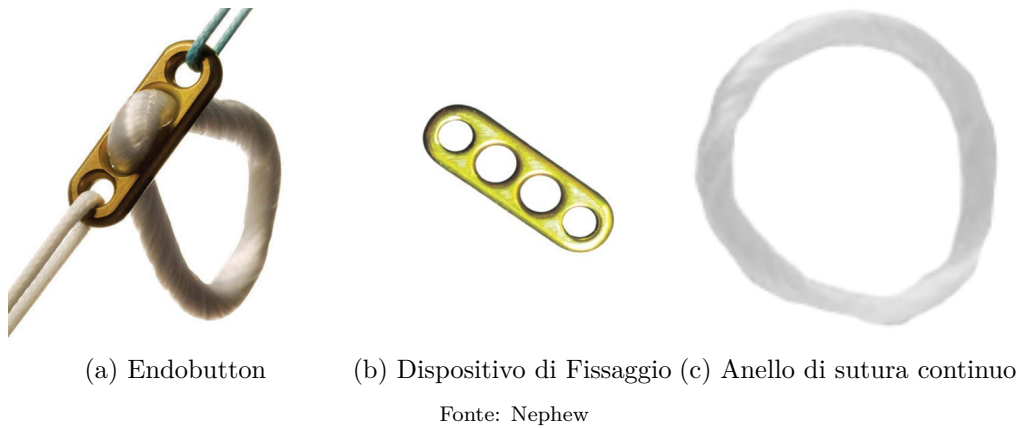 (a) Endobutton
(b) Dispositivo di Fissaggio
(c) Anello di sutura continuo
Fonte: Nephew